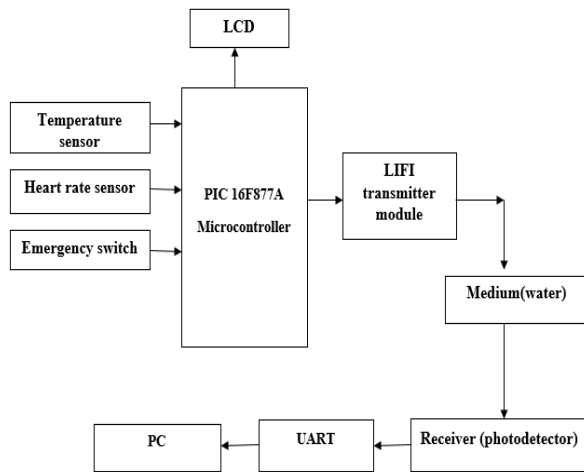 LCD
Temperature
sensor
Heart rate sensor
Emergency switch
PIC 16F877A
Microcontroller
LIFI
transmitter
module
Medium(water)
Receiver (photodetector)
UART
PC